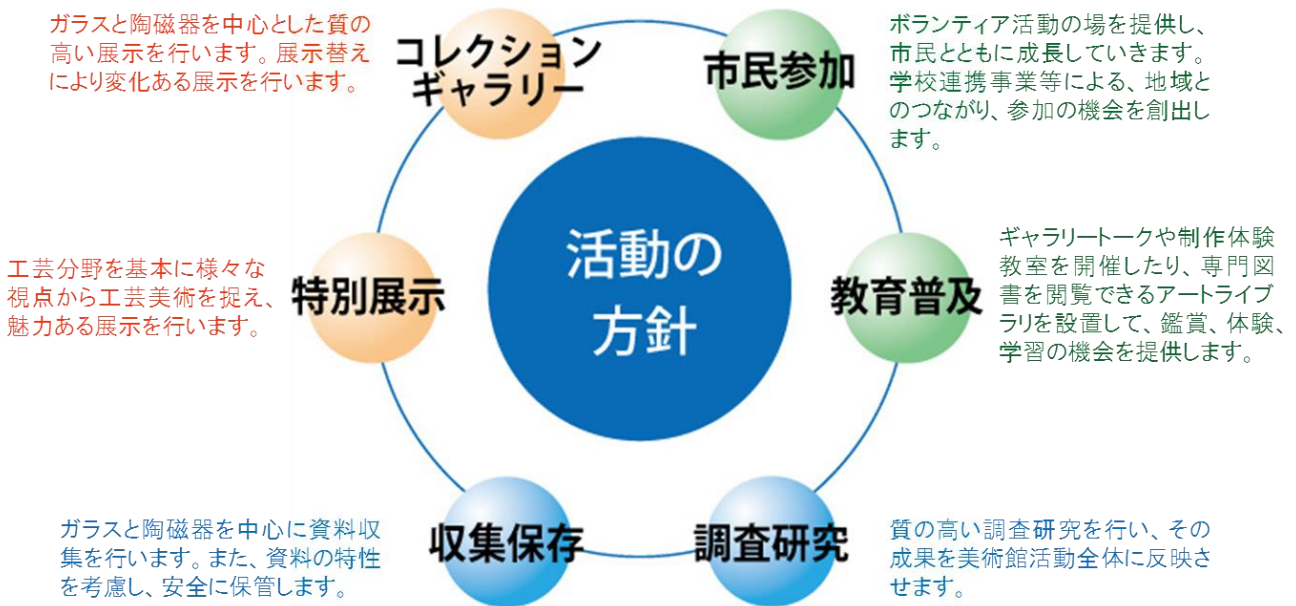 ガラスと陶磁器を中心とした質の
高い展示を行います。展示替え
により変化ある展示を行います。
コレクション
ギャラリー
市民参加
ボランティア活動の場を提供し、
市民とともに成長していきます。
学校連携事業等による、地域と
のつながり、参加の機会を創出し
ます。
工芸分野を基本に様々な
視点から工芸美術を捉え、
魅力ある展示を行います。
特別展示
活動の
方針
教育普及
ギャラリートークや制作体験
教室を開催したり、専門図
書を閲覧できるアートライブ
ラリを設置して、鑑賞、体験、
学習の機会を提供します。
ガラスと陶磁器を中心に資料収
集を行います。また、資料の特性
を考慮し、安全に保管します。
収集保存
調査研究
質の高い調査研究を行い、その
成果を美術館活動全体に反映さ
せます。